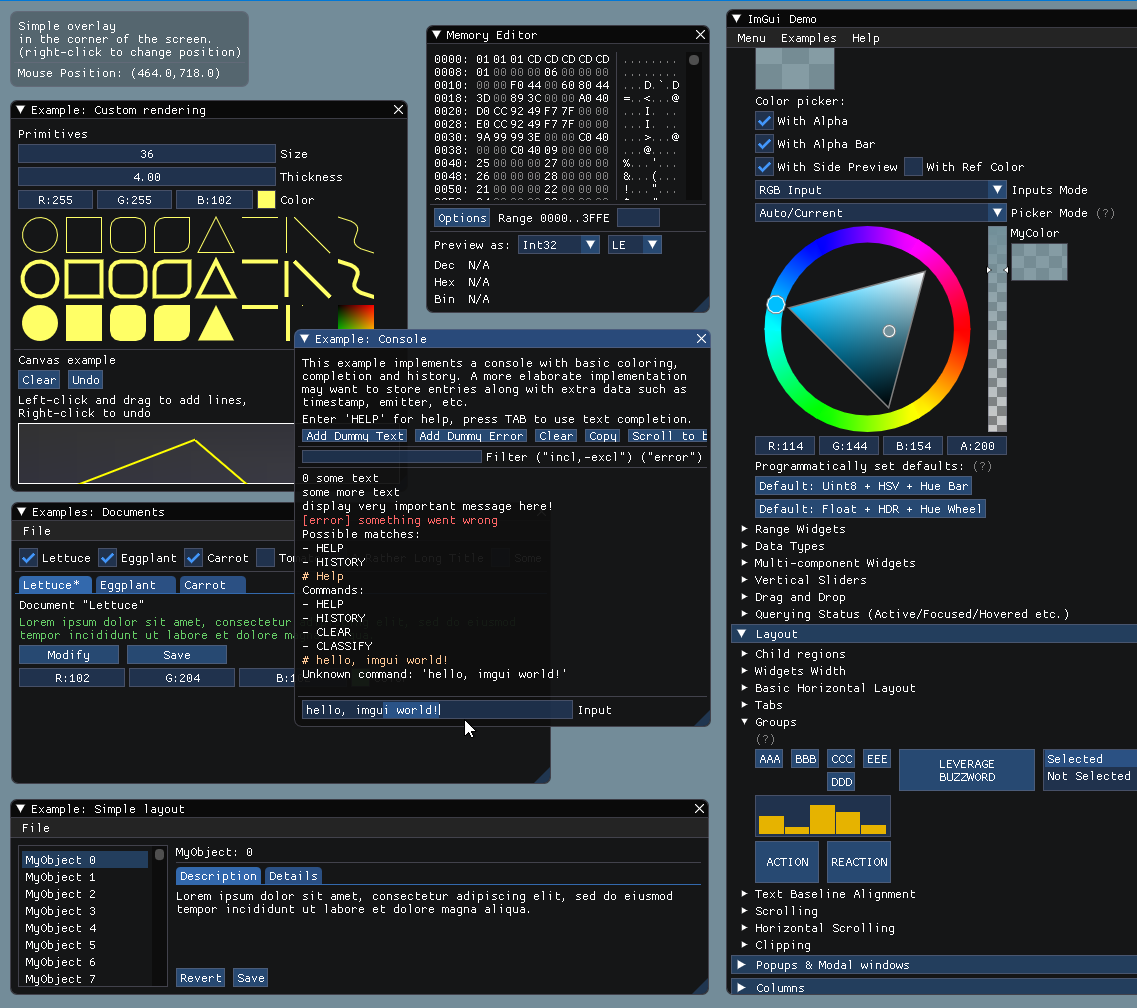 Simple overlay
in the corner of the screen.
(right-click to change position)
Mouse Position: (464.0,718.0)
Example: Custom rendering
Primitives
36 Size
4.00 Thickness
R:255 G:255 B:102 Color
Canvas example
Clear Undo
Left-click and drag to add lines,
Right-click to undo
Examples: Documents
File
Lettuce Eggplant Carrot
Lettuce* Eggplant Carrot
Document "Lettuce"
Lorem ipsum dolor sit amet, consectetur
tempor incididunt ut labore et dolore
Modify Save
R:102 G:204
Memory Editor
0000: 01 01 01 CD CD CD CD CD ........
0008: 01 00 00 00 06 00 00 00 ........
0010: 00 00 F0 44 00 60 80 44 ...D.`.D
0018: 3D 00 89 3C 00 00 A0 40 =..<...@
0020: D0 CC 92 49 F7 7F 00 00 ...I. ..
0028: E0 CC 92 49 F7 7F 00 00 ...I. ..
0030: 9A 99 99 3E 00 00 C0 40 ...>...@
0038: 00 00 C0 40 09 00 00 00 ...@....
0040: 25 00 00 00 27 00 00 00 %...'...
0048: 26 00 00 00 28 00 00 00 &...(...
0050: 21 00 00 00 22 00 00 00 !..."...
Options Range 0000..3FFE
Preview as: Int32 LE
Dec N/A
Hex N/A
Bin N/A
Example: Console
This example implements a console with basic coloring,
completion and history. A more elaborate implementation
may want to store entries along with extra data such as
timestamp, emitter, etc.
Enter 'HELP' for help, press TAB to use text completion.
Add Dummy Text Add Dummy Error Clear Copy Scroll to b
Filter ("incl,-excl") ("error")
0 some text
some more text
display very important message here!
[error] something went wrong
Possible matches:
- HELP
- HISTORY
# Help
Commands:
- HELP
- HISTORY
- CLEAR
- CLASSIFY
# hello, imgui world!
Unknown command: 'hello, imgui world!'
hello, imgui world! Input
Example: Simple layout
File
MyObject 0
MyObject 1
MyObject 2
MyObject 3
MyObject 4
MyObject 5
MyObject 6
MyObject 7
MyObject: 0
Description Details
Lorem ipsum dolor sit amet, consectetur adipiscing elit, sed do eiusmod
tempor incididunt ut labore et dolore magna aliqua.
Revert Save
ImGui Demo
Menu Examples Help
Color picker:
With Alpha
With Alpha Bar
With Side Preview With Ref Color
RGB Input Inputs Mode
Auto/Current Picker Mode (?)
MyColor
R:114 G:144 B:154 A:200
Programmatically set defaults: (?)
Default: Uint8 + HSV + Hue Bar
Default: Float + HDR + Hue Wheel
Range Widgets
Data Types
Multi-component Widgets
Vertical Sliders
Drag and Drop
Querying Status (Active/Focused/Hovered etc.)
Layout
Child regions
Widgets Width
Basic Horizontal Layout
Tabs
Groups
(?)
AAA BBB CCC EEE
DDD
LEVERAGE
BUZZWORD
Selected
Not Selected
ACTION REACTION
Text Baseline Alignment
Scrolling
Horizontal Scrolling
Clipping
Popups & Modal windows
Columns